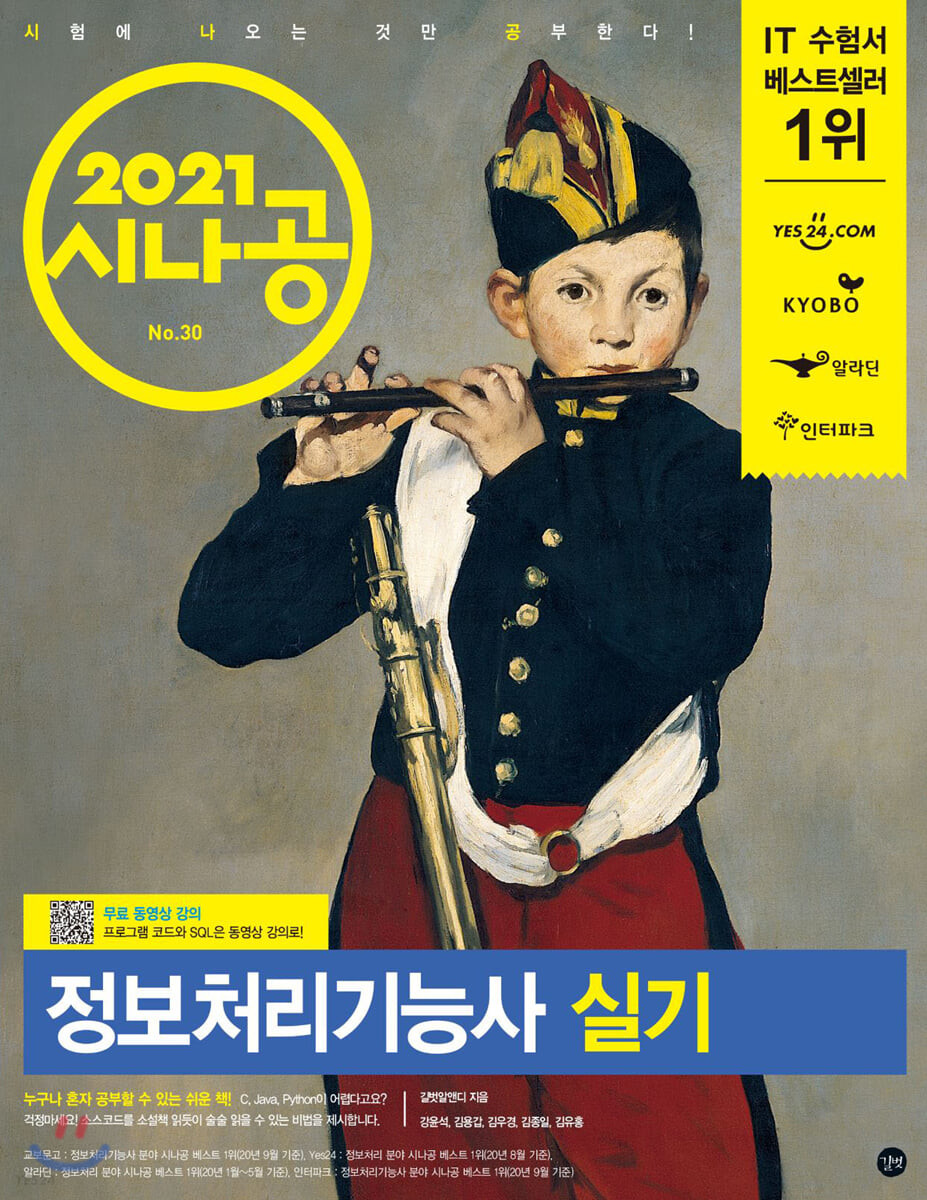 시험에 나오는 것만 공부한다!
IT 수험서
베스트셀러
1위
YES24.COM
KYOBO
알라딘
인터파크
2021
시나공
No.30
무료 동영상 강의
프로그램 코드와 SQL은 동영상 강의로!
정보처리기능사 실기
누구나 혼자 공부할 수 있는 쉬운 책! C, Java, Python이 어렵다고요?
걱정마세요! 소스코드를 소설책 읽듯이 술술 읽을 수 있는 비법을 제시합니다.
길벗알앤디 지음
강윤석, 김용갑, 김우경, 김종일, 김유홍
교보문고 : 정보처리기능사 분야 시나공 베스트 1위(20년 9월 기준), Yes24 : 정보처리 분야 시나공 베스트 1위(20년 8월 기준),
알라딘 : 정보처리 분야 시나공 베스트 1위(20년 1월~5월 기준), 인터파크 : 정보처리기능사 분야 시나공 베스트 1위(20년 9월 기준)
길벗